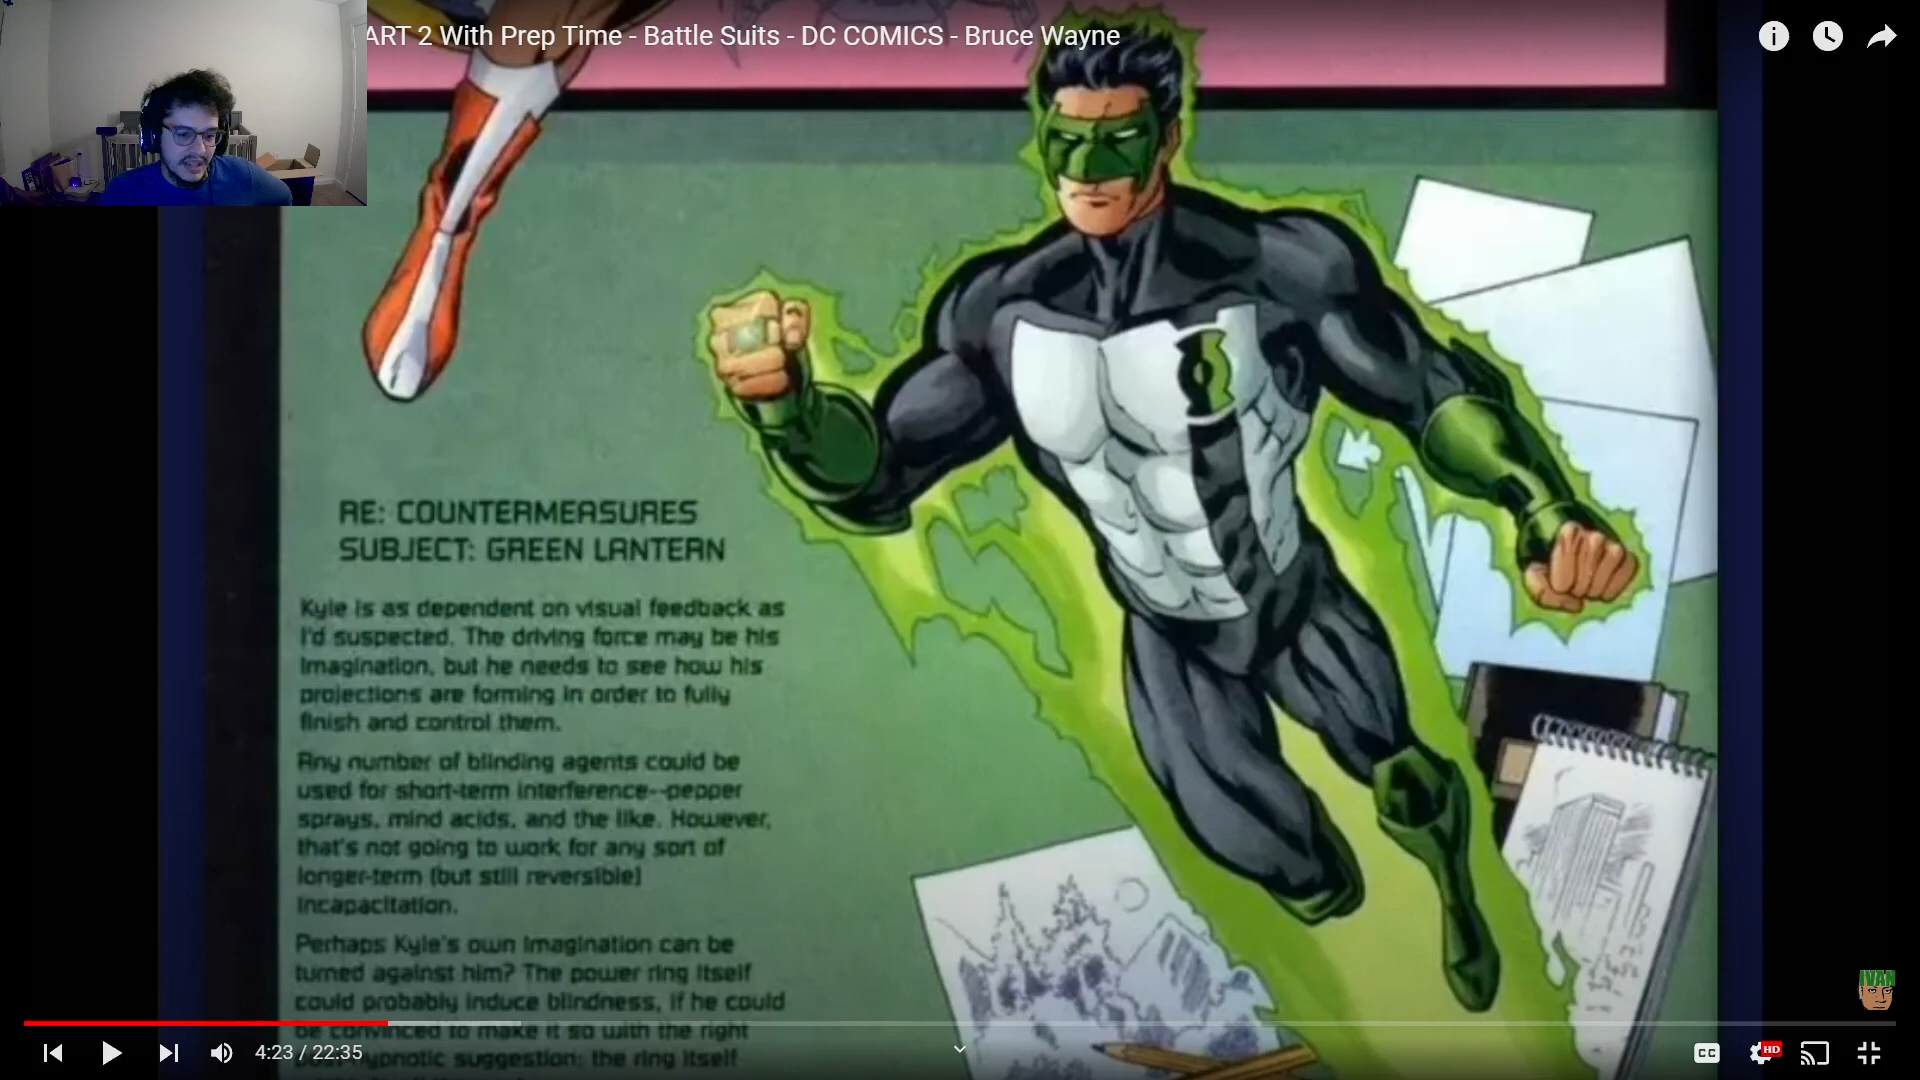 ART 2 With Prep Time - Battle Suits - DC COMICS - Bruce Wayne
RE: COUNTERMEASURES
SUBJECT: GREEN LANTERN
Kyle is as dependent on visual feedback as
I'd suspected. The driving force may be his
imagination, but he needs to see how his
projections are forming in order to fully
finish and control them.
Any number of blinding agents could be
used for short-term interference--pepper
sprays, mind acids, and the like. However,
that's not going to work for any sort of
longer-term (but still reversible)
incapacitation.
Perhaps Kyle's own imagination can be
turned against him? The power ring itself
could probably induce blindness, if he could
be convinced to make it so with the right
hypnotic suggestion: the ring itself
IVAN
4:23 / 22:35
CC
HD